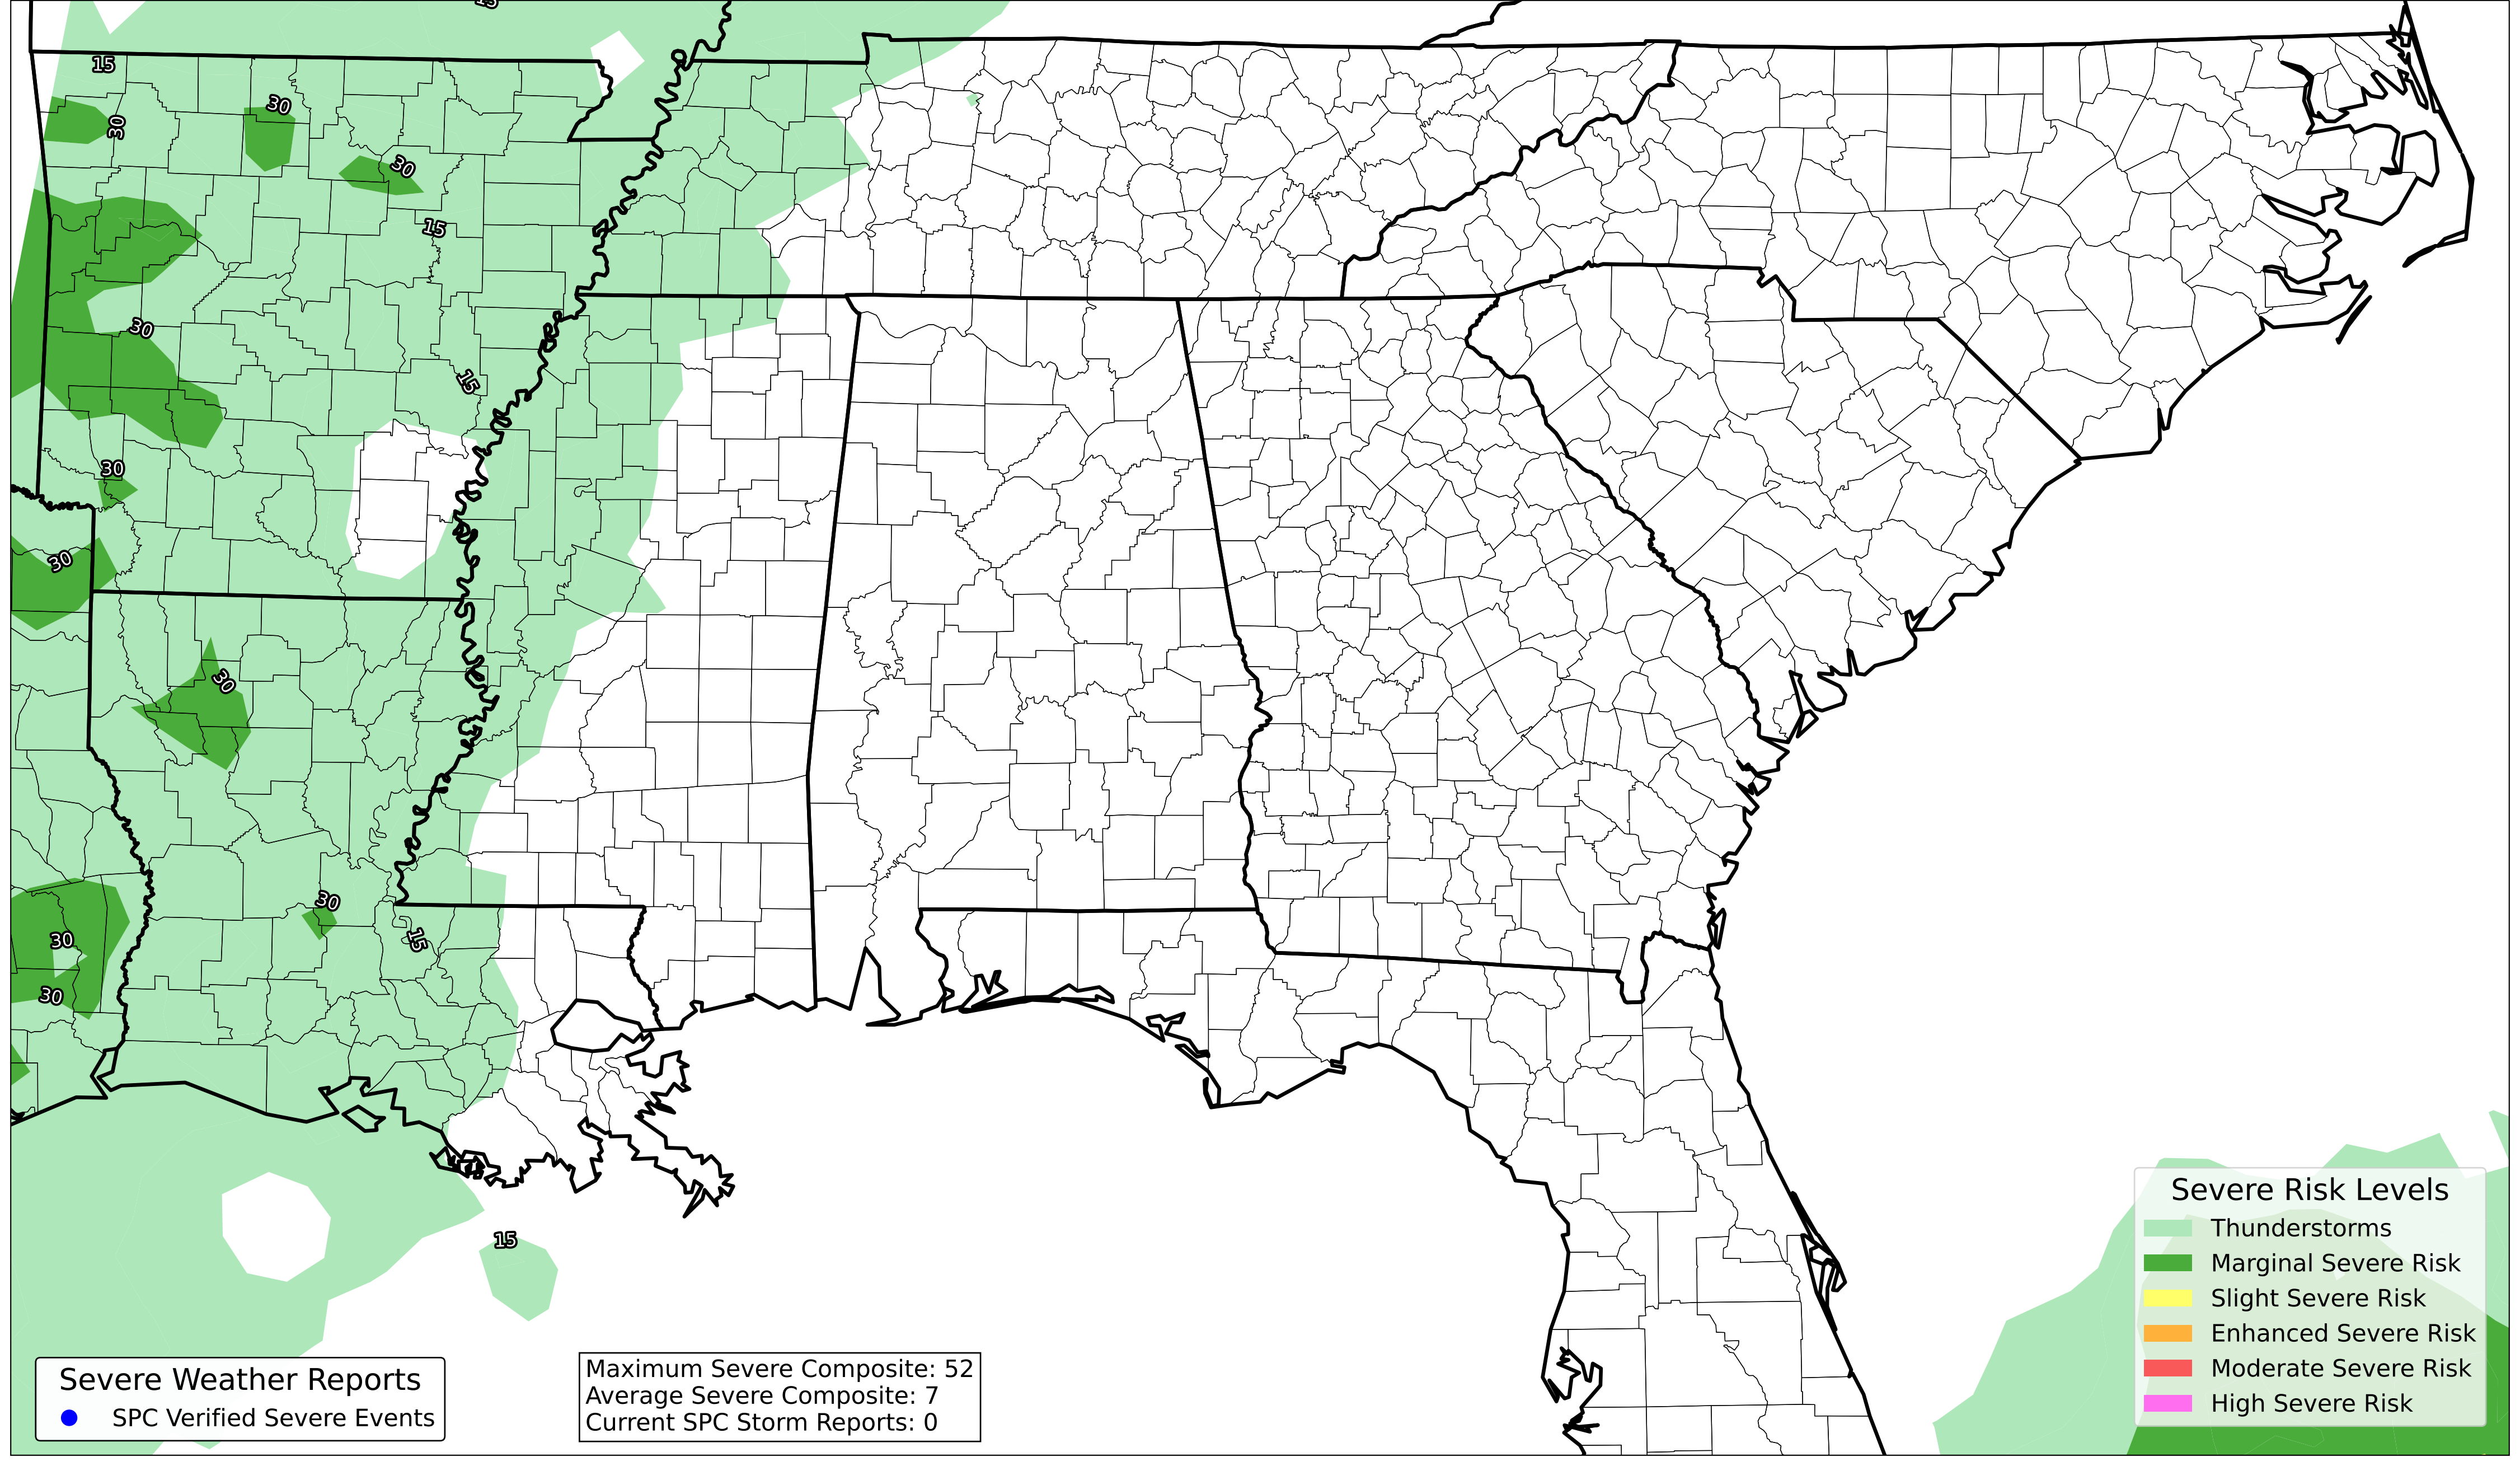 15
15
30
30
30
15
30
15
30
30
30
30
15
30
30
15
Severe Weather Reports
SPC Verified Severe Events
Maximum Severe Composite: 52
Average Severe Composite: 7
Current SPC Storm Reports: 0
Severe Risk Levels
Thunderstorms
Marginal Severe Risk
Slight Severe Risk
Enhanced Severe Risk
Moderate Severe Risk
High Severe Risk